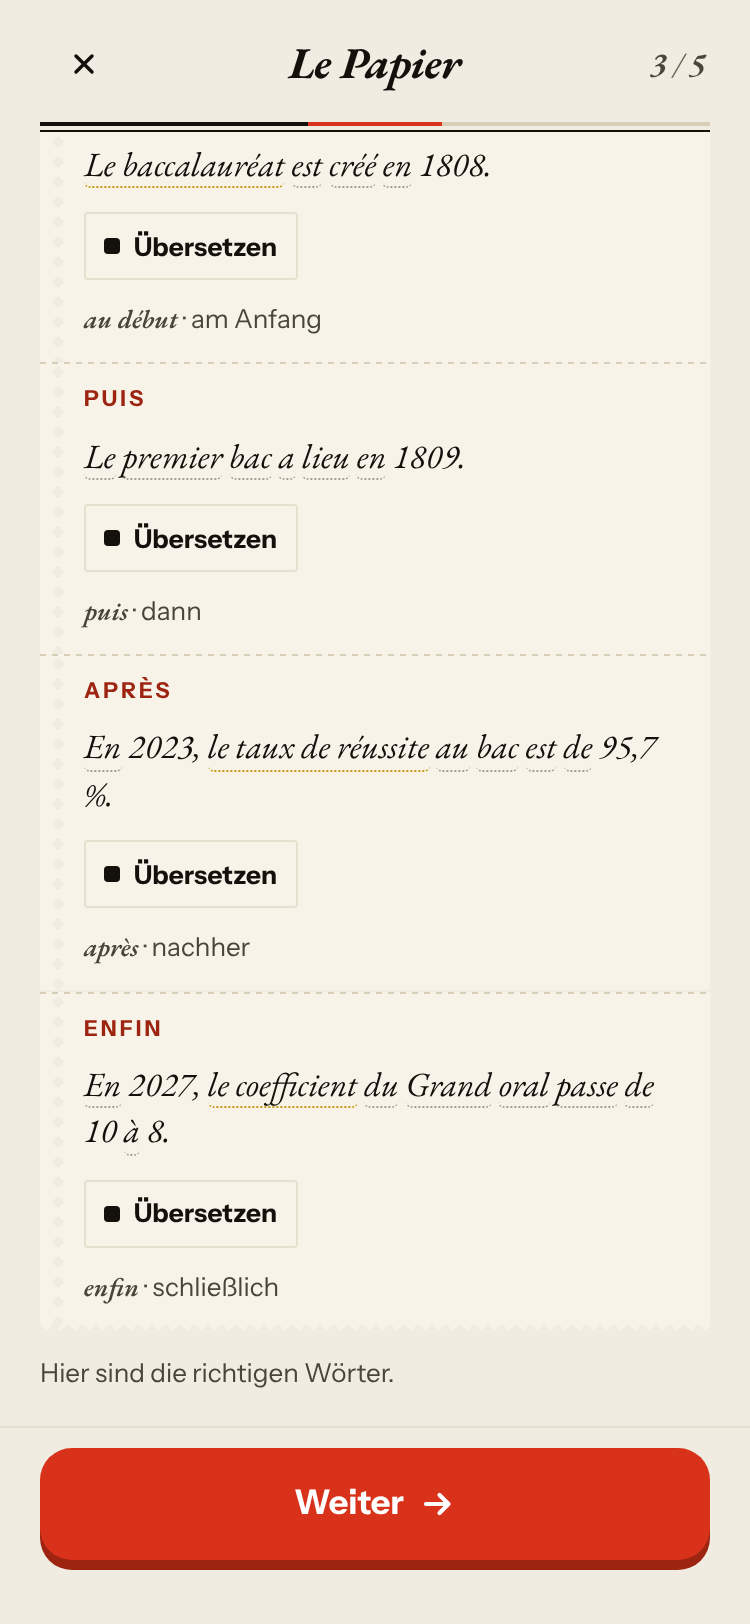 Le Papier
3 / 5
Le baccalauréat est créé en 1808.
Übersetzen
au début · am Anfang
PUIS
Le premier bac a lieu en 1809.
Übersetzen
puis · dann
APRÈS
En 2023, le taux de réussite au bac est de 95,7
%.
Übersetzen
après · nachher
ENFIN
En 2027, le coefficient du Grand oral passe de
10 à 8.
Übersetzen
enfin · schließlich
Hier sind die richtigen Wörter.
Weiter →